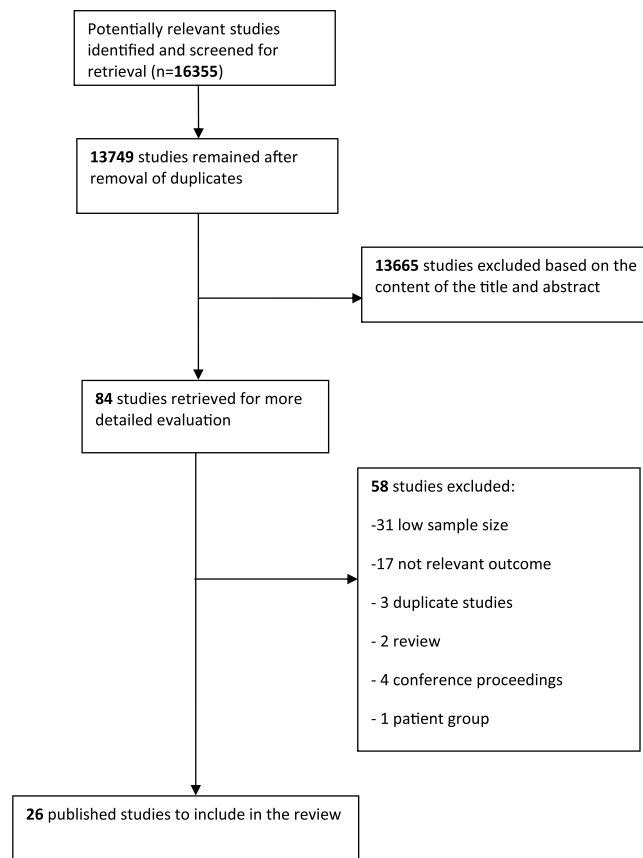 Potentially relevant studies
identified and screened for
retrieval (n=16355)
13749 studies remained after
removal of duplicates
13665 studies excluded based on the
content of the title and abstract
84 studies retrieved for more
detailed evaluation
58 studies excluded:
-31 low sample size
-17 not relevant outcome
- 3 duplicate studies
- 2 review
- 4 conference proceedings
- 1 patient group
26 published studies to include in the review